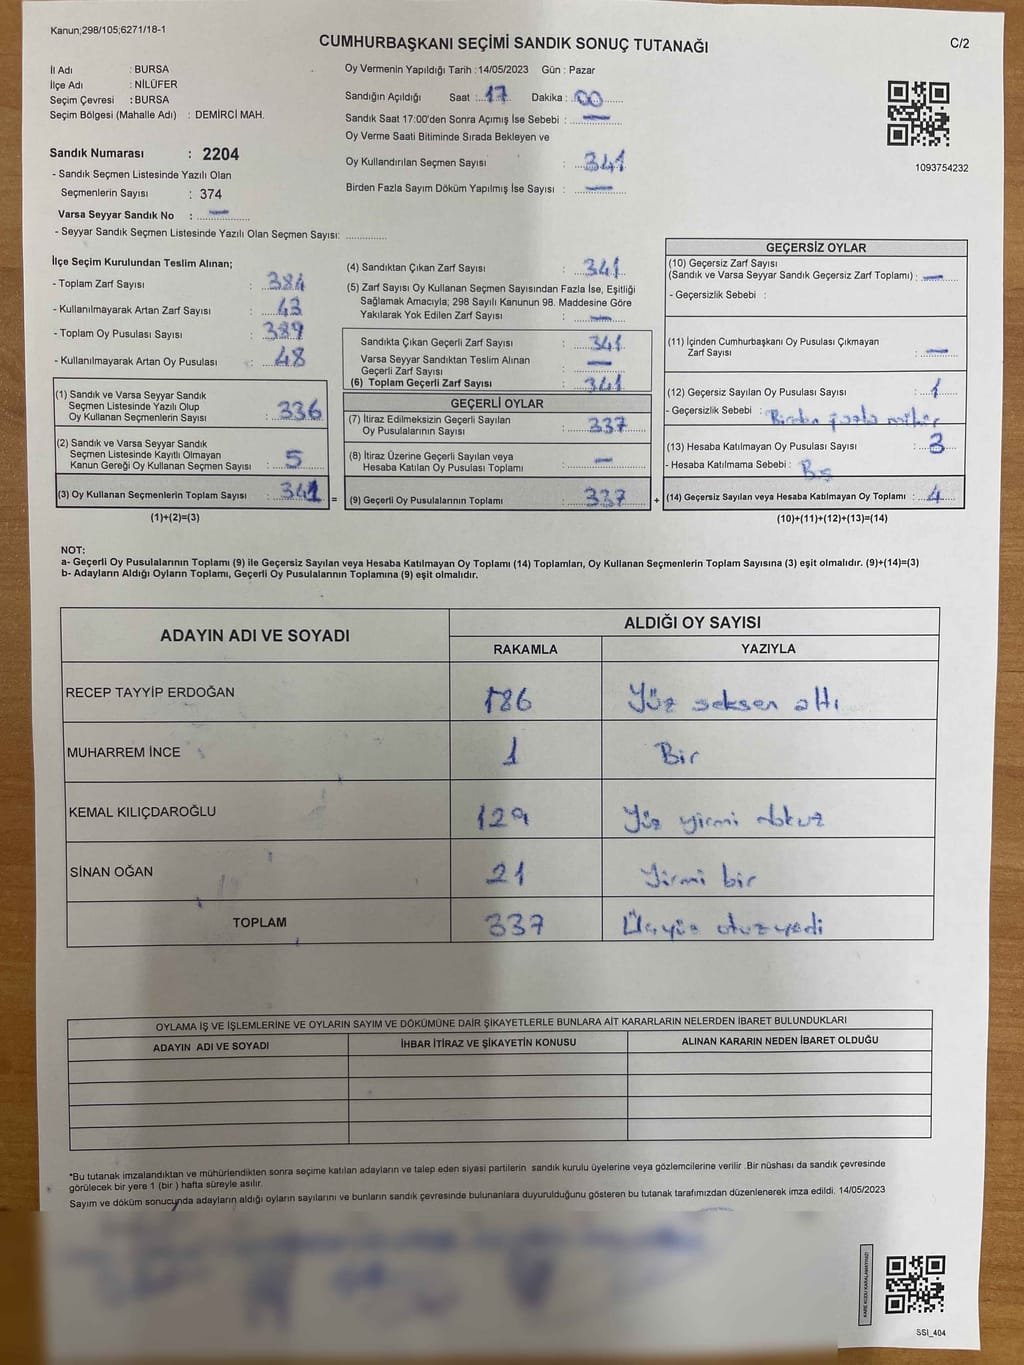 Kanun;298/105;6271/18-1
CUMHURBAŞKANI SEÇİMİ SANDIK SONUÇ TUTANAĞI
C/2
İl Adı : BURSA
İlçe Adı : NİLÜFER
Seçim Çevresi : BURSA
Seçim Bölgesi (Mahalle Adı) : DEMİRCİ MAH.
Sandık Numarası : 2204
- Sandık Seçmen Listesinde Yazılı Olan
Seçmenlerin Sayısı : 374
Varsa Seyyar Sandık No : —
- Seyyar Sandık Seçmen Listesinde Yazılı Olan Seçmen Sayısı: ..............
Oy Vermenin Yapıldığı Tarih :14/05/2023 Gün : Pazar
Sandığın Açıldığı Saat :17 Dakika :00
Sandık Saat 17:00'den Sonra Açımış İse Sebebi : —
Oy Verme Saati Bitiminde Sırada Bekleyen ve
Oy Kullandırılan Seçmen Sayısı : 341
Birden Fazla Sayım Döküm Yapılmış İse Sayısı : —
1093754232
İlçe Seçim Kurulundan Teslim Alınan;
- Toplam Zarf Sayısı : 384
- Kullanılmayarak Artan Zarf Sayısı : 43
- Toplam Oy Pusulası Sayısı : 389
- Kullanılmayarak Artan Oy Pusulası : 48
(1) Sandık ve Varsa Seyyar Sandık
Seçmen Listesinde Yazılı Olup
Oy Kullanan Seçmenlerin Sayısı : 336
(2) Sandık ve Varsa Seyyar Sandık
Seçmen Listesinde Kayıtlı Olmayan
Kanun Gereği Oy Kullanan Seçmen Sayısı : 5
(3) Oy Kullanan Seçmenlerin Toplam Sayısı : 341 =
(1)+(2)=(3)
(4) Sandıktan Çıkan Zarf Sayısı : 341
(5) Zarf Sayısı Oy Kullanan Seçmen Sayısından Fazla İse, Eşitliği
Sağlamak Amacıyla; 298 Sayılı Kanunun 98. Maddesine Göre
Yakılarak Yok Edilen Zarf Sayısı : —
Sandıkta Çıkan Geçerli Zarf Sayısı : 341
Varsa Seyyar Sandıktan Teslim Alınan
Geçerli Zarf Sayısı : —
(6) Toplam Geçerli Zarf Sayısı : 341
GEÇERLİ OYLAR
(7) İtiraz Edilmeksizin Geçerli Sayılan
Oy Pusulalarının Sayısı : 337
(8) İtiraz Üzerine Geçerli Sayılan veya
Hesaba Katılan Oy Pusulası Toplamı : —
(9) Geçerli Oy Pusulalarının Toplamı : 337 +
GEÇERSİZ OYLAR
(10) Geçersiz Zarf Sayısı
(Sandık ve Varsa Seyyar Sandık Geçersiz Zarf Toplamı) : —
- Geçersizlik Sebebi :
(11) İçinden Cumhurbaşkanı Oy Pusulası Çıkmayan
Zarf Sayısı : —
(12) Geçersiz Sayılan Oy Pusulası Sayısı : 1
- Geçersizlik Sebebi : Birden fazla mühür
(13) Hesaba Katılmayan Oy Pusulası Sayısı : 3
- Hesaba Katılmama Sebebi : Boş
(14) Geçersiz Sayılan veya Hesaba Katılmayan Oy Toplamı : 4
(10)+(11)+(12)+(13)=(14)
NOT:
a- Geçerli Oy Pusulalarının Toplamı (9) ile Geçersiz Sayılan veya Hesaba Katılmayan Oy Toplamı (14) Toplamları, Oy Kullanan Seçmenlerin Toplam Sayısına (3) eşit olmalıdır. (9)+(14)=(3)
b- Adayların Aldığı Oyların Toplamı, Geçerli Oy Pusulalarının Toplamına (9) eşit olmalıdır.
ADAYIN ADI VE SOYADI
ALDIĞI OY SAYISI
RAKAMLA YAZIYLA
RECEP TAYYİP ERDOĞAN 186 Yüz seksen altı
MUHARREM İNCE 1 Bir
KEMAL KILIÇDAROĞLU 129 Yüz yirmi dokuz
SİNAN OĞAN 21 Yirmi bir
TOPLAM 337 Üçyüz otuz yedi
OYLAMA İŞ VE İŞLEMLERİNE VE OYLARIN SAYIM VE DÖKÜMÜNE DAİR ŞİKAYETLERLE BUNLARA AİT KARARLARIN NELERDEN İBARET BULUNDUKLARI
ADAYIN ADI VE SOYADI İHBAR İTİRAZ VE ŞİKAYETİN KONUSU ALINAN KARARIN NEDEN İBARET OLDUĞU
*Bu tutanak imzalandıktan ve mühürlendikten sonra seçime katılan adayların ve talep eden siyasi partilerin sandık kurulu üyelerine veya gözlemcilerine verilir .Bir nüshası da sandık çevresinde
görülecek bir yere 1 (bir ) hafta süreyle asılır.
Sayım ve döküm sonucunda adayların aldığı oyların sayılarını ve bunların sandık çevresinde bulunanlara duyurulduğunu gösteren bu tutanak tarafımızdan düzenlenerek imza edildi. 14/05/2023
KARE KODU KARALAMAYINIZ!
SSİ_404